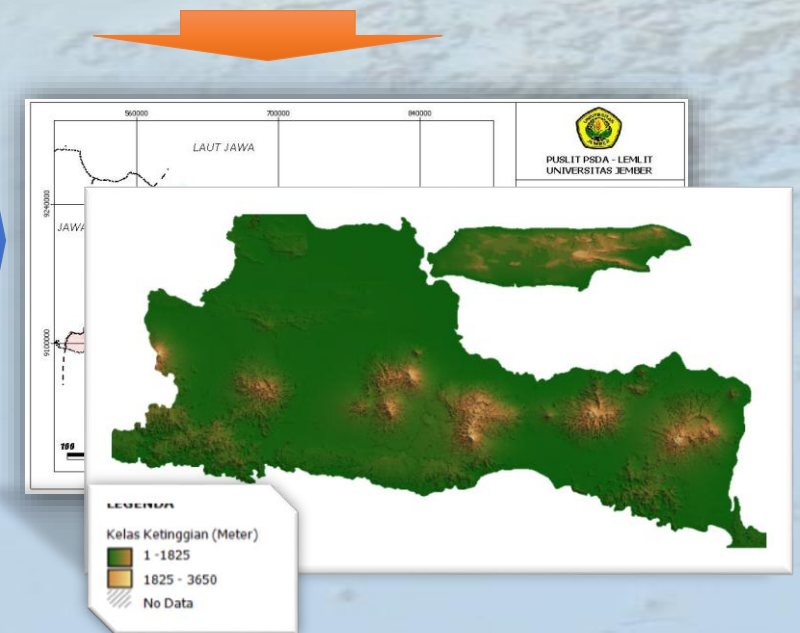 560000
700000
840000
LAUT JAWA
PUSLIT PSDA - LEMLIT
UNIVERSITAS JEMBER
9240000
JAWA
9100000
LEGENDA
Kelas Ketinggian (Meter)
1 -1825
1825 - 3650
No Data